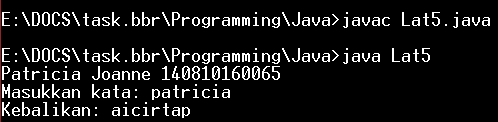 E:\DOCS\task.bbr\Programming\Java>javac Lat5.java
E:\DOCS\task.bbr\Programming\Java>java Lat5
Patricia Joanne 140810160065
Masukkan kata: patricia
Kebalikan: aicirtap